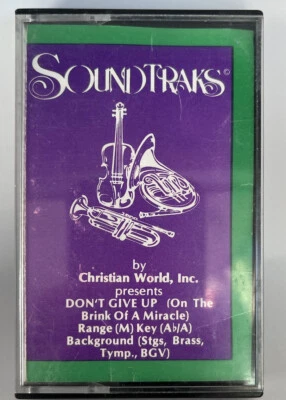 SOUNDTRAKS©
by
Christian World, Inc.
presents
DON'T GIVE UP (On The
Brink Of A Miracle)
Range (M) Key (A♭/A)
Background (Stgs, Brass,
Tymp., BGV)